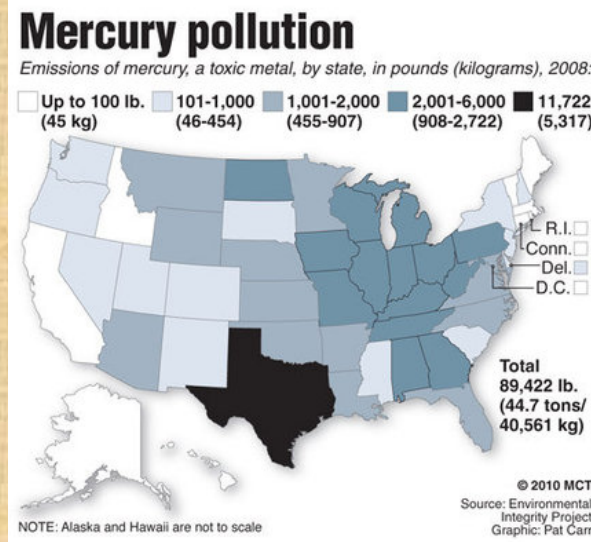 Mercury pollution
Emissions of mercury, a toxic metal, by state, in pounds (kilograms), 2008:
Up to 100 lb. 101-1,000 1,001-2,000 2,001-6,000 11,722
(45 kg) (46-454) (455-907) (908-2,722) (5,317)
R.I.
Conn.
Del.
D.C.
Total
89,422 lb.
(44.7 tons/
40,561 kg)
© 2010 MCT
Source: Environmental
Integrity Project
Graphic: Pat Carr
NOTE: Alaska and Hawaii are not to scale